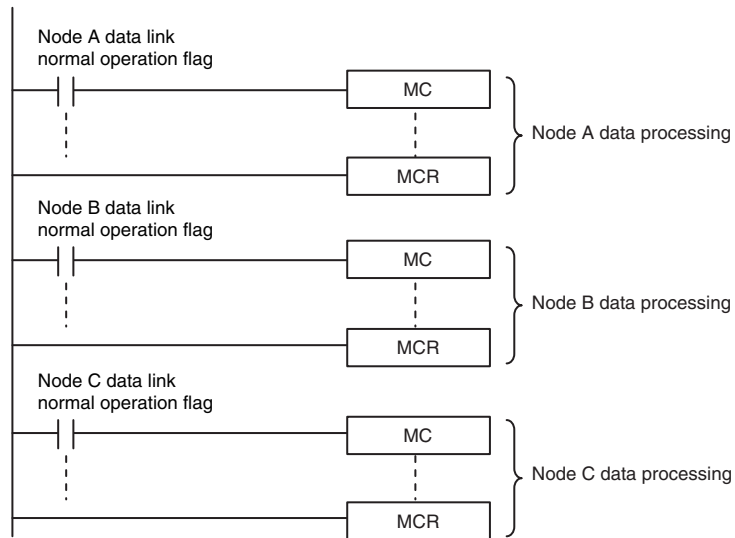 Node A data link
normal operation flag
MC
Node A data processing
MCR
Node B data link
normal operation flag
MC
Node B data processing
MCR
Node C data link
normal operation flag
MC
Node C data processing
MCR